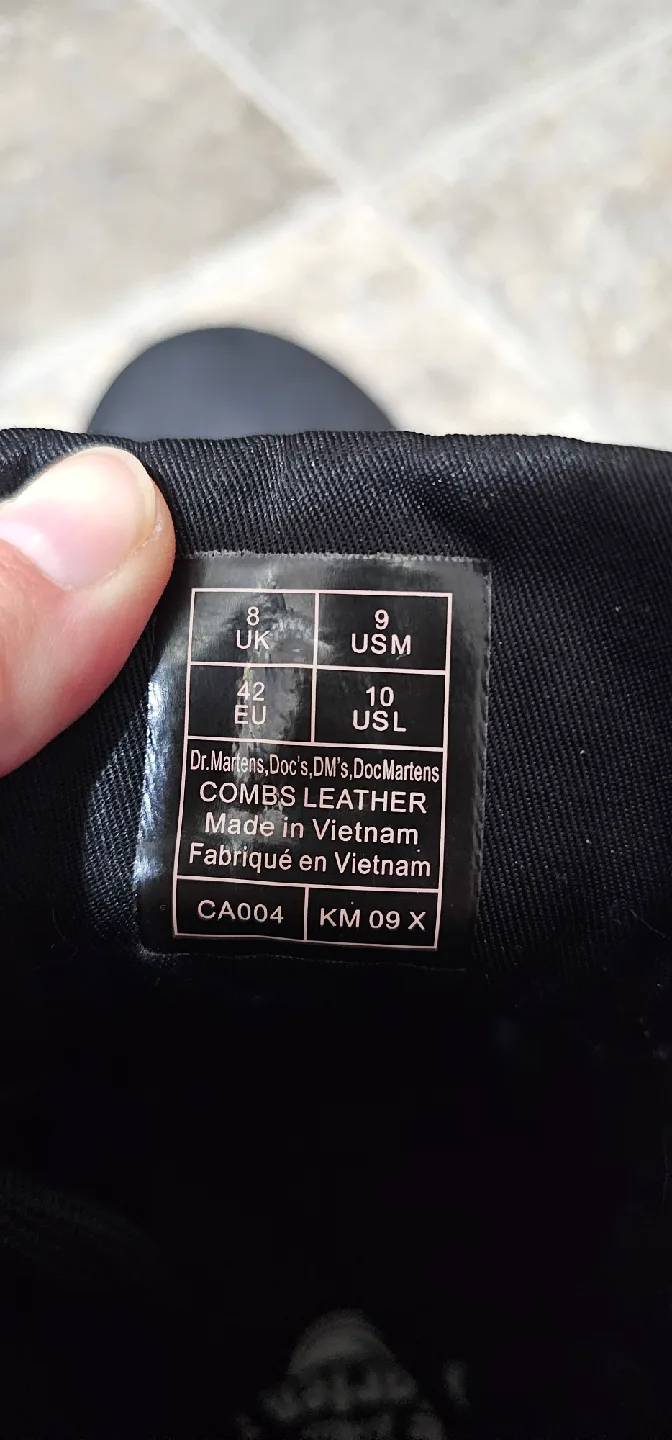 8
UK
9
USM
42
EU
10
USL
Dr.Martens,Doc's,DM's,DocMartens
COMBS LEATHER
Made in Vietnam
Fabriqué en Vietnam
CA004
KM 09 X